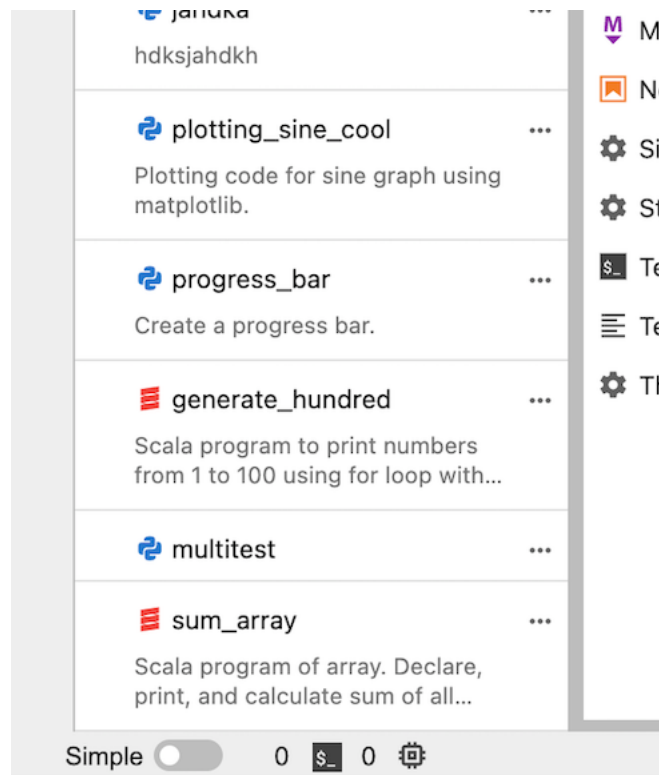 hdksjahdkh
plotting_sine_cool
Plotting code for sine graph using
matplotlib.
progress_bar
Create a progress bar.
generate_hundred
Scala program to print numbers
from 1 to 100 using for loop with...
multitest
sum_array
Scala program of array. Declare,
print, and calculate sum of all...
M
$_
Simple 0 $_ 0